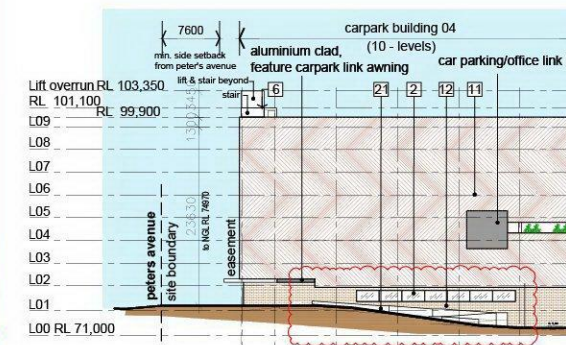 7600
carpark building 04
(10 - levels)
min. side setback
from peter's avenue
aluminium clad,
feature carpark link awning
car parking/office link
lift & stair beyond
Lift overrun RL 103,350
stair
6
21
2
12
11
RL 101,100
RL 99,900
3450
1300
L09
L08
L07
L06
L05
L04
L03
L02
L01
L00 RL 71,000
peters avenue
site boundary
23630
to NGL RL 74970
easement